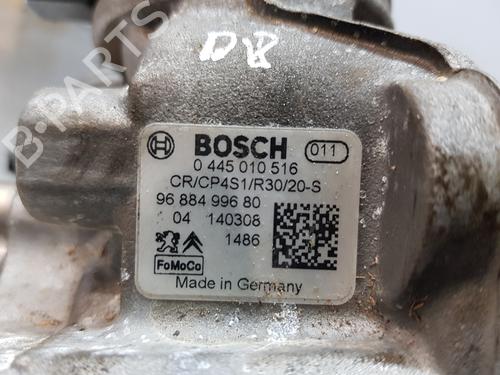 D8
BOSCH 011
0 445 010 516
CR/CP4S1/R30/20-S
96 884 996 80
04 140308
1486
FoMoCo
Made in Germany
B-PARTS